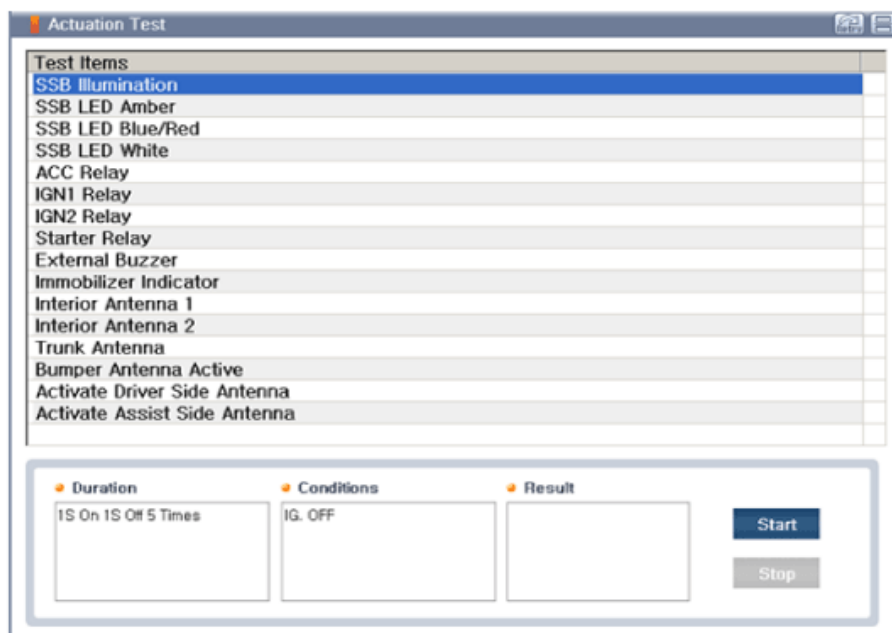 Actuation Test
Test Items
SSB Illumination
SSB LED Amber
SSB LED Blue/Red
SSB LED White
ACC Relay
IGN1 Relay
IGN2 Relay
Starter Relay
External Buzzer
Immobilizer Indicator
Interior Antenna 1
Interior Antenna 2
Trunk Antenna
Bumper Antenna Active
Activate Driver Side Antenna
Activate Assist Side Antenna
Duration Conditions Result
1S On 1S Off 5 Times IG. OFF
Start
Stop